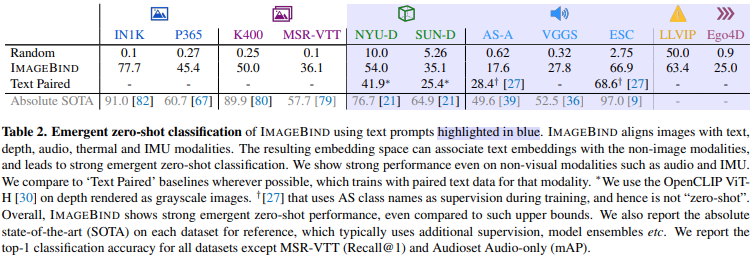 IN1K P365 K400 MSR-VTT NYU-D SUN-D AS-A VGGS ESC LLVIP Ego4D
Random 0.1 0.27 0.25 0.1 10.0 5.26 0.62 0.32 2.75 50.0 0.9
IMAGEBIND 77.7 45.4 50.0 36.1 54.0 35.1 17.6 27.8 66.9 63.4 25.0
Text Paired - - - - 41.9* 25.4* 28.4† [27] - 68.6† [27] - -
Absolute SOTA 91.0 [82] 60.7 [67] 89.9 [80] 57.7 [79] 76.7 [21] 64.9 [21] 49.6 [39] 52.5 [36] 97.0 [9] - -
Table 2. Emergent zero-shot classification of IMAGEBIND using text prompts highlighted in blue. IMAGEBIND aligns images with text,
depth, audio, thermal and IMU modalities. The resulting embedding space can associate text embeddings with the non-image modalities,
and leads to strong emergent zero-shot classification. We show strong performance even on non-visual modalities such as audio and IMU.
We compare to ‘Text Paired’ baselines wherever possible, which trains with paired text data for that modality. *We use the OpenCLIP ViT-
H [30] on depth rendered as grayscale images. †[27] that uses AS class names as supervision during training, and hence is not “zero-shot”.
Overall, IMAGEBIND shows strong emergent zero-shot performance, even compared to such upper bounds. We also report the absolute
state-of-the-art (SOTA) on each dataset for reference, which typically uses additional supervision, model ensembles etc. We report the
top-1 classification accuracy for all datasets except MSR-VTT (Recall@1) and Audioset Audio-only (mAP).